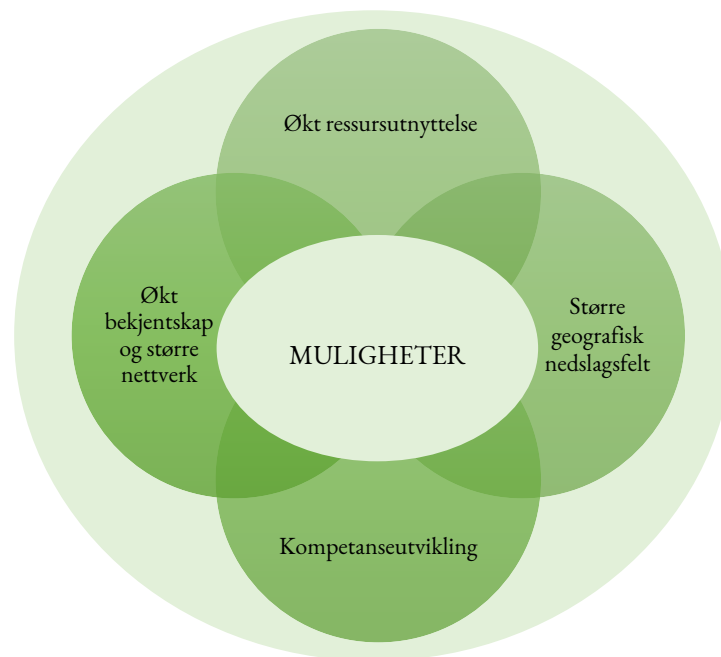 Økt ressursutnyttelse
Økt
bekjentskap
og større
nettverk
MULIGHETER
Større
geografisk
nedslagsfelt
Kompetanseutvikling